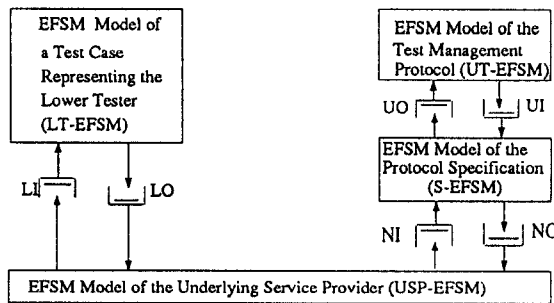 EFSM Model of
a Test Case
Representing the
Lower Tester
(LT-EFSM)
EFSM Model of the
Test Management
Protocol (UT-EFSM)
UO
UI
EFSM Model of the
Protocol Specification
(S-EFSM)
LI
LO
NI
NO
EFSM Model of the Underlying Service Provider (USP-EFSM)